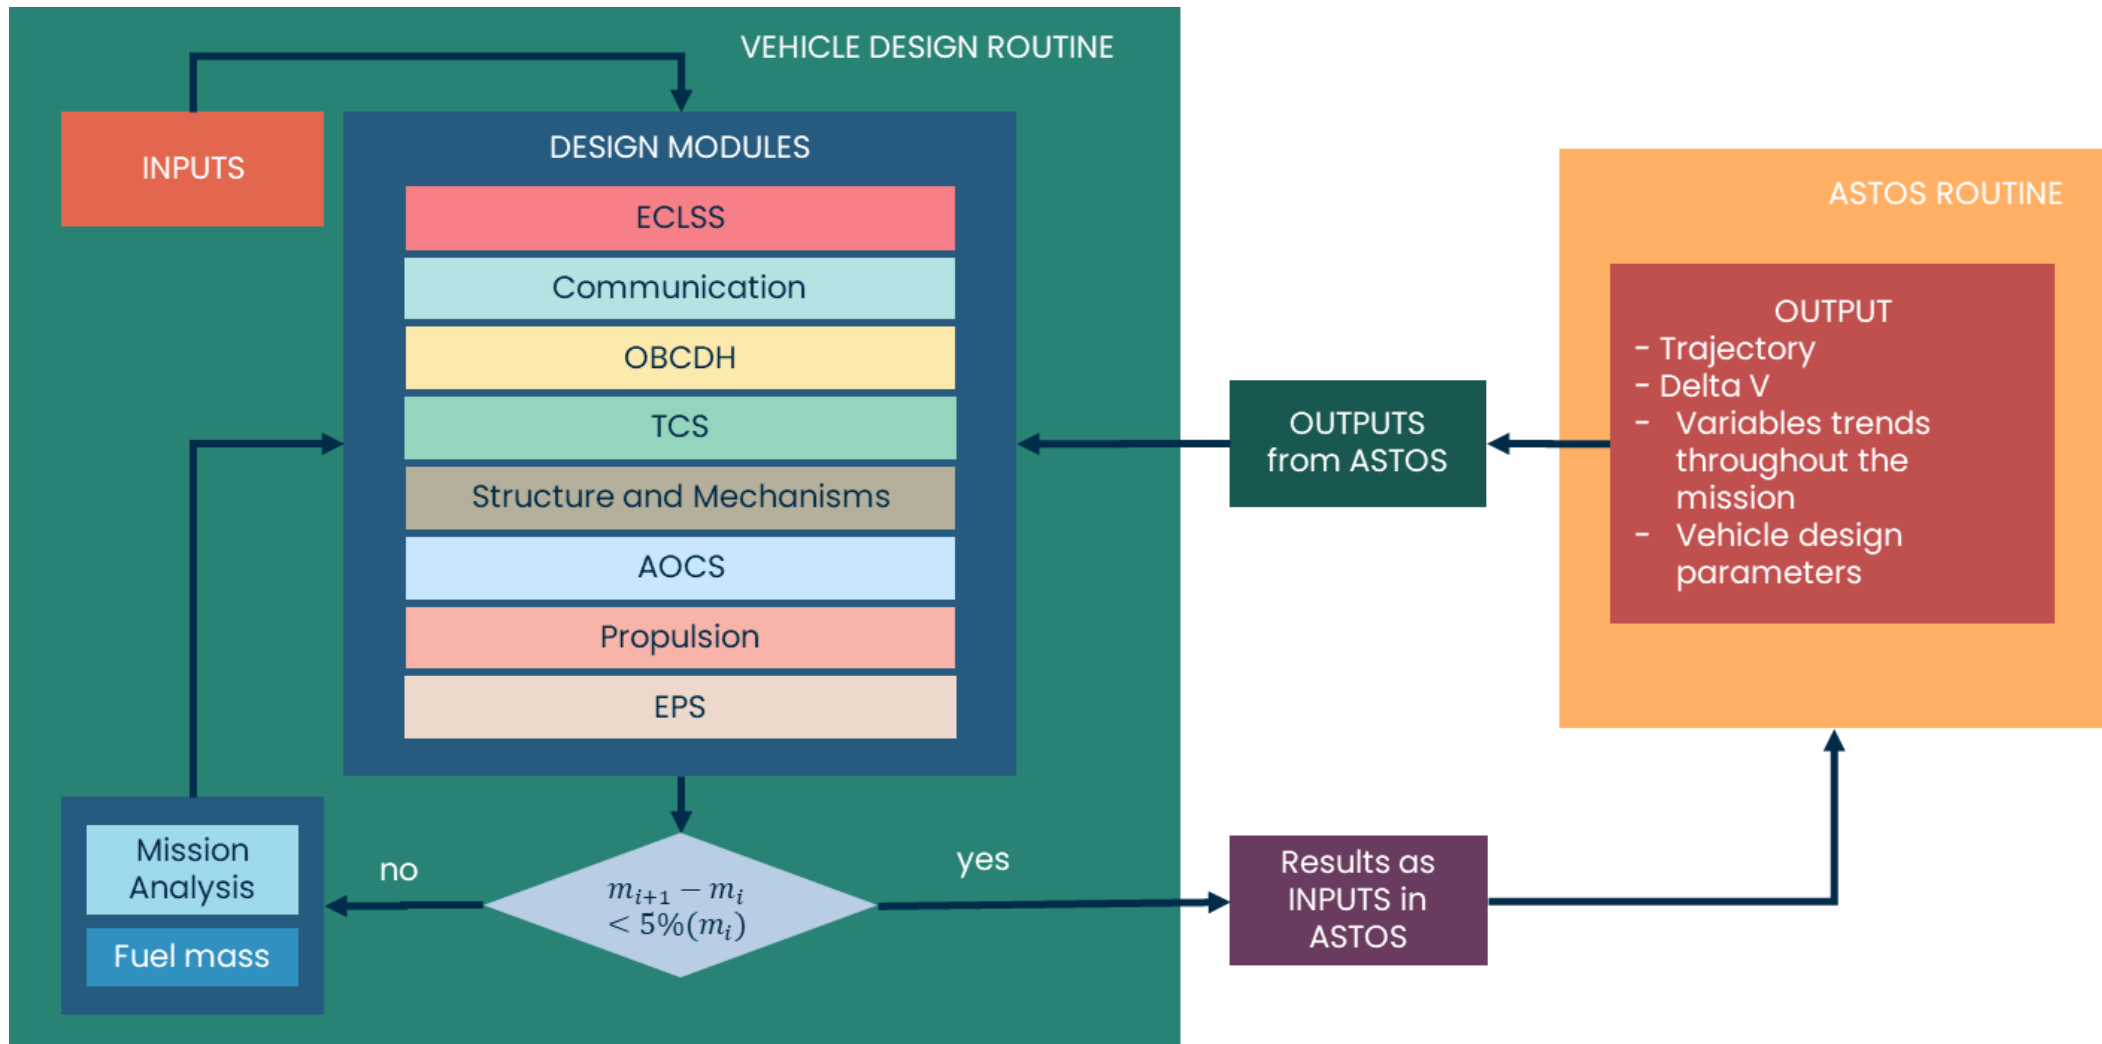 VEHICLE DESIGN ROUTINE
INPUTS
DESIGN MODULES
ECLSS
Communication
OBCDH
TCS
Structure and Mechanisms
AOCS
Propulsion
EPS
Mission
Analysis
Fuel mass
no
m_{i+1} − m_i
< 5%(m_i)
yes
OUTPUTS
from ASTOS
Results as
INPUTS in
ASTOS
ASTOS ROUTINE
OUTPUT
- Trajectory
- Delta V
- Variables trends
throughout the
mission
- Vehicle design
parameters